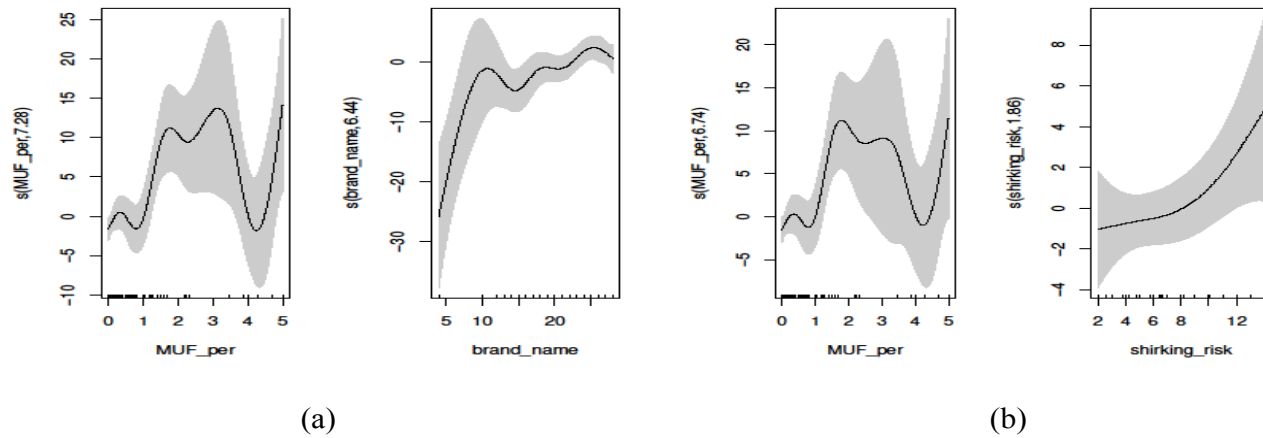 s(MUF_per,7.28)
25
20
15
10
5
0
-5
-10
0 1 2 3 4 5
MUF_per
s(brand_name,6.44)
0
-10
-20
-30
5 10 20
brand_name
(a)
s(MUF_per,6.74)
20
15
10
5
0
-5
0 1 2 3 4 5
MUF_per
s(shirking_risk,1.86)
8
6
4
2
0
-2
-4
2 4 6 8 12
shirking_risk
(b)